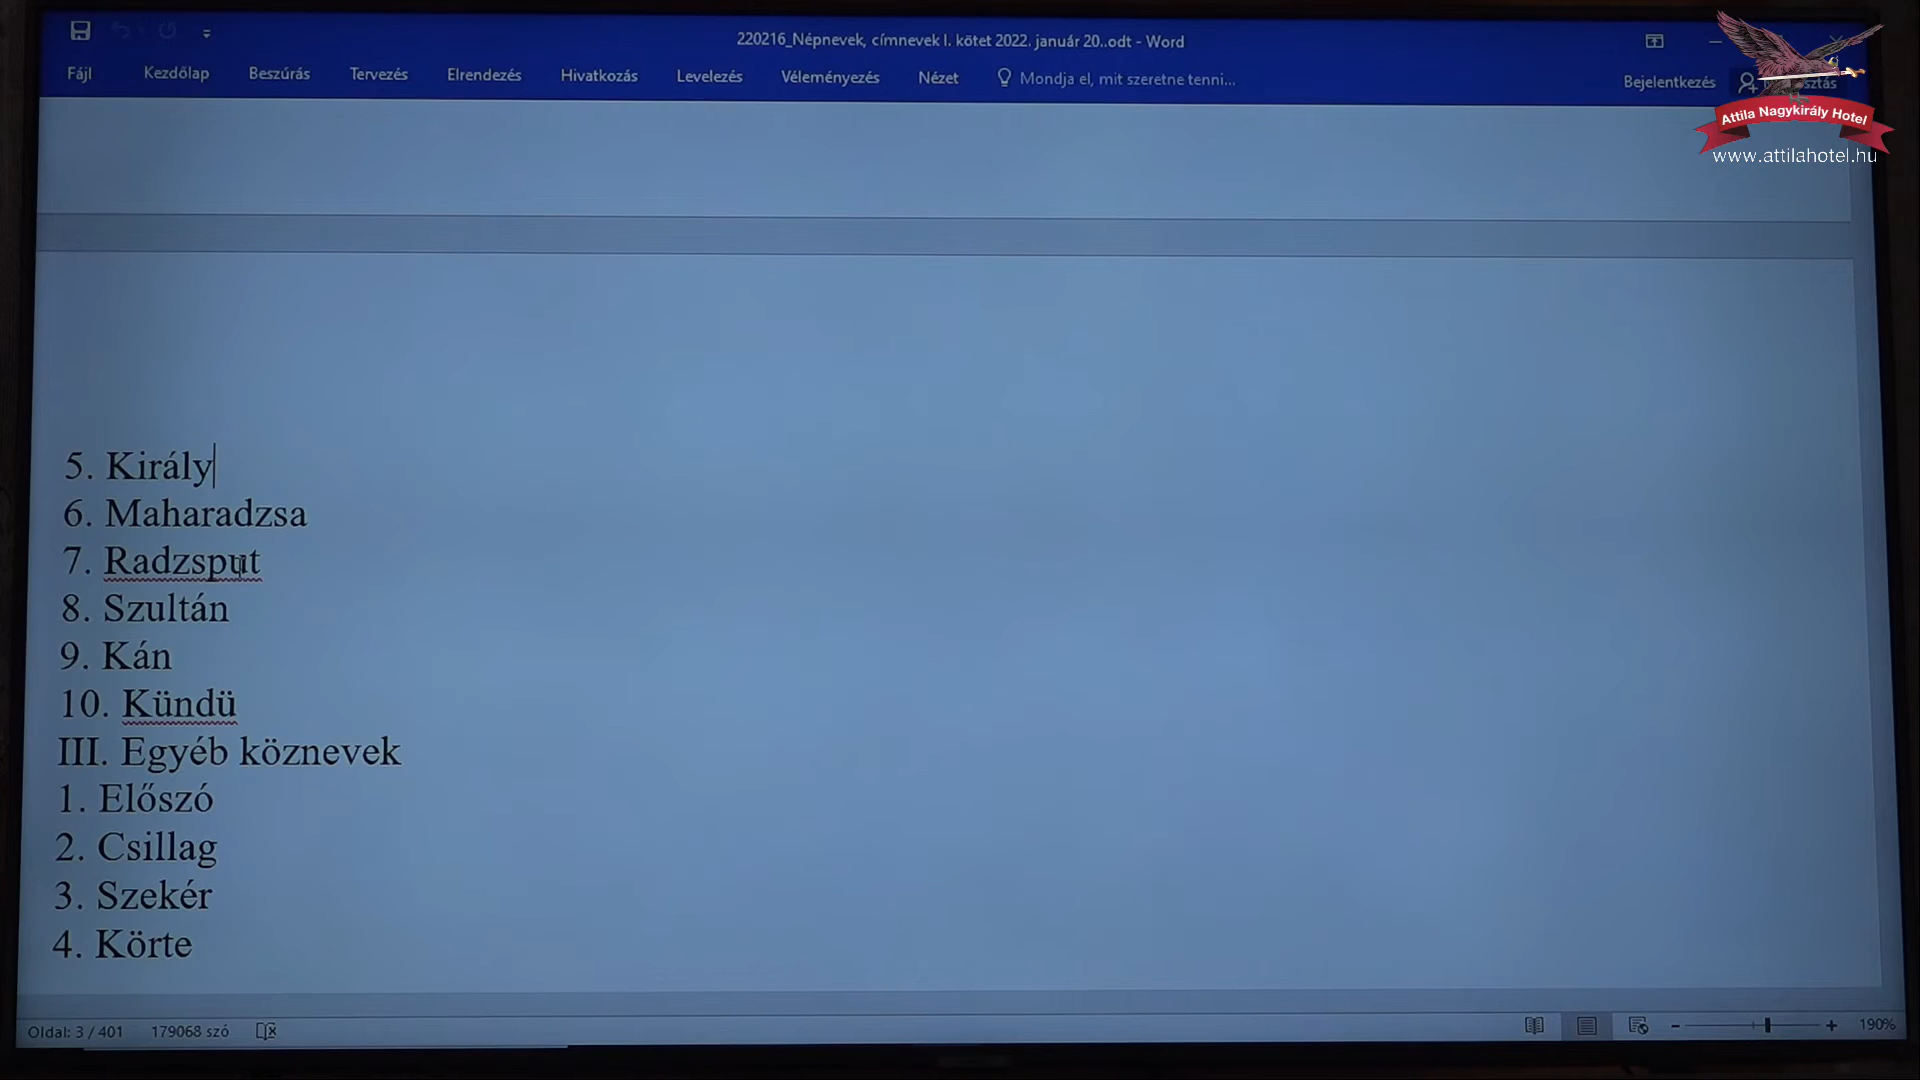 220216_Népnevek, címnevek I. kötet 2022. január 20..odt - Word
Fájl Kezdőlap Beszúrás Tervezés Elrendezés Hivatkozás Levelezés Véleményezés Nézet Mondja el, mit szeretne tenni... Bejelentkezés
Attila Nagykirály Hotel
www.attilahotel.hu
5. Király
6. Maharadzsa
7. Radzsput
8. Szultán
9. Kán
10. Kündü
III. Egyéb köznevek
1. Előszó
2. Csillag
3. Szekér
4. Körte
Oldal: 3 / 401 179068 szó 190%